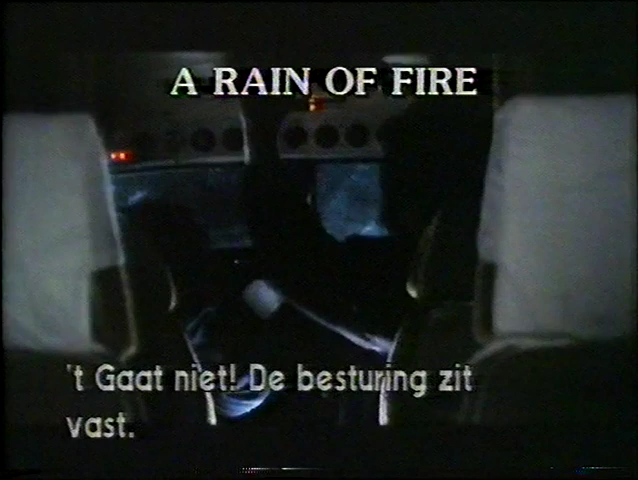 A RAIN OF FIRE
't Gaat niet! De besturing zit
vast.